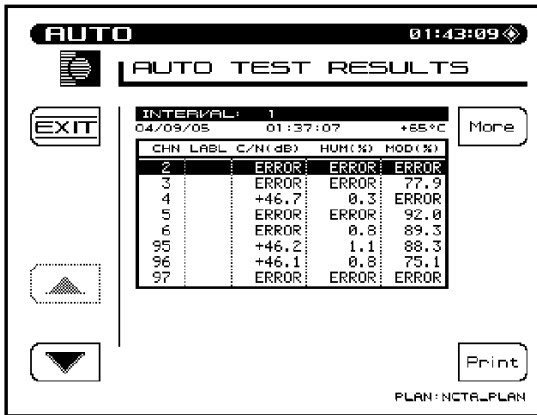 AUTO 01:43:09
AUTO TEST RESULTS
EXIT
More
INTERVAL: 1
04/09/05 01:37:07 +65°C
CHN LABL C/N(dB) HUM(%) MOD(%)
2 ERROR ERROR ERROR
3 ERROR ERROR 77.9
4 +46.7 0.3 ERROR
5 ERROR ERROR 92.0
6 ERROR 0.8 89.3
95 +46.2 1.1 88.3
96 +46.1 0.8 75.1
97 ERROR ERROR ERROR
Print
PLAN:NCTA_PLAN